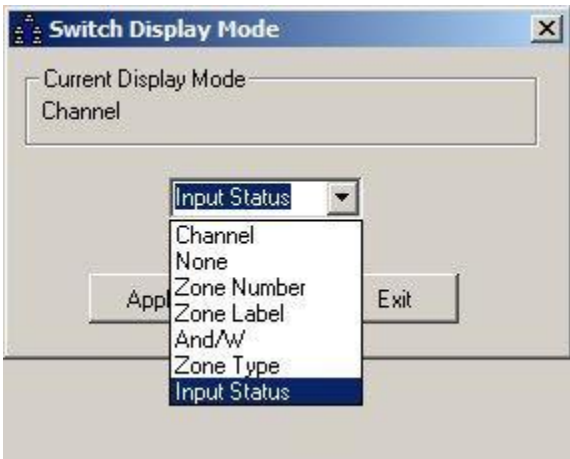 Switch Display Mode
Current Display Mode
Channel
Input Status
Channel
None
Zone Number
Zone Label
And/W
Zone Type
Input Status
Appl
Exit